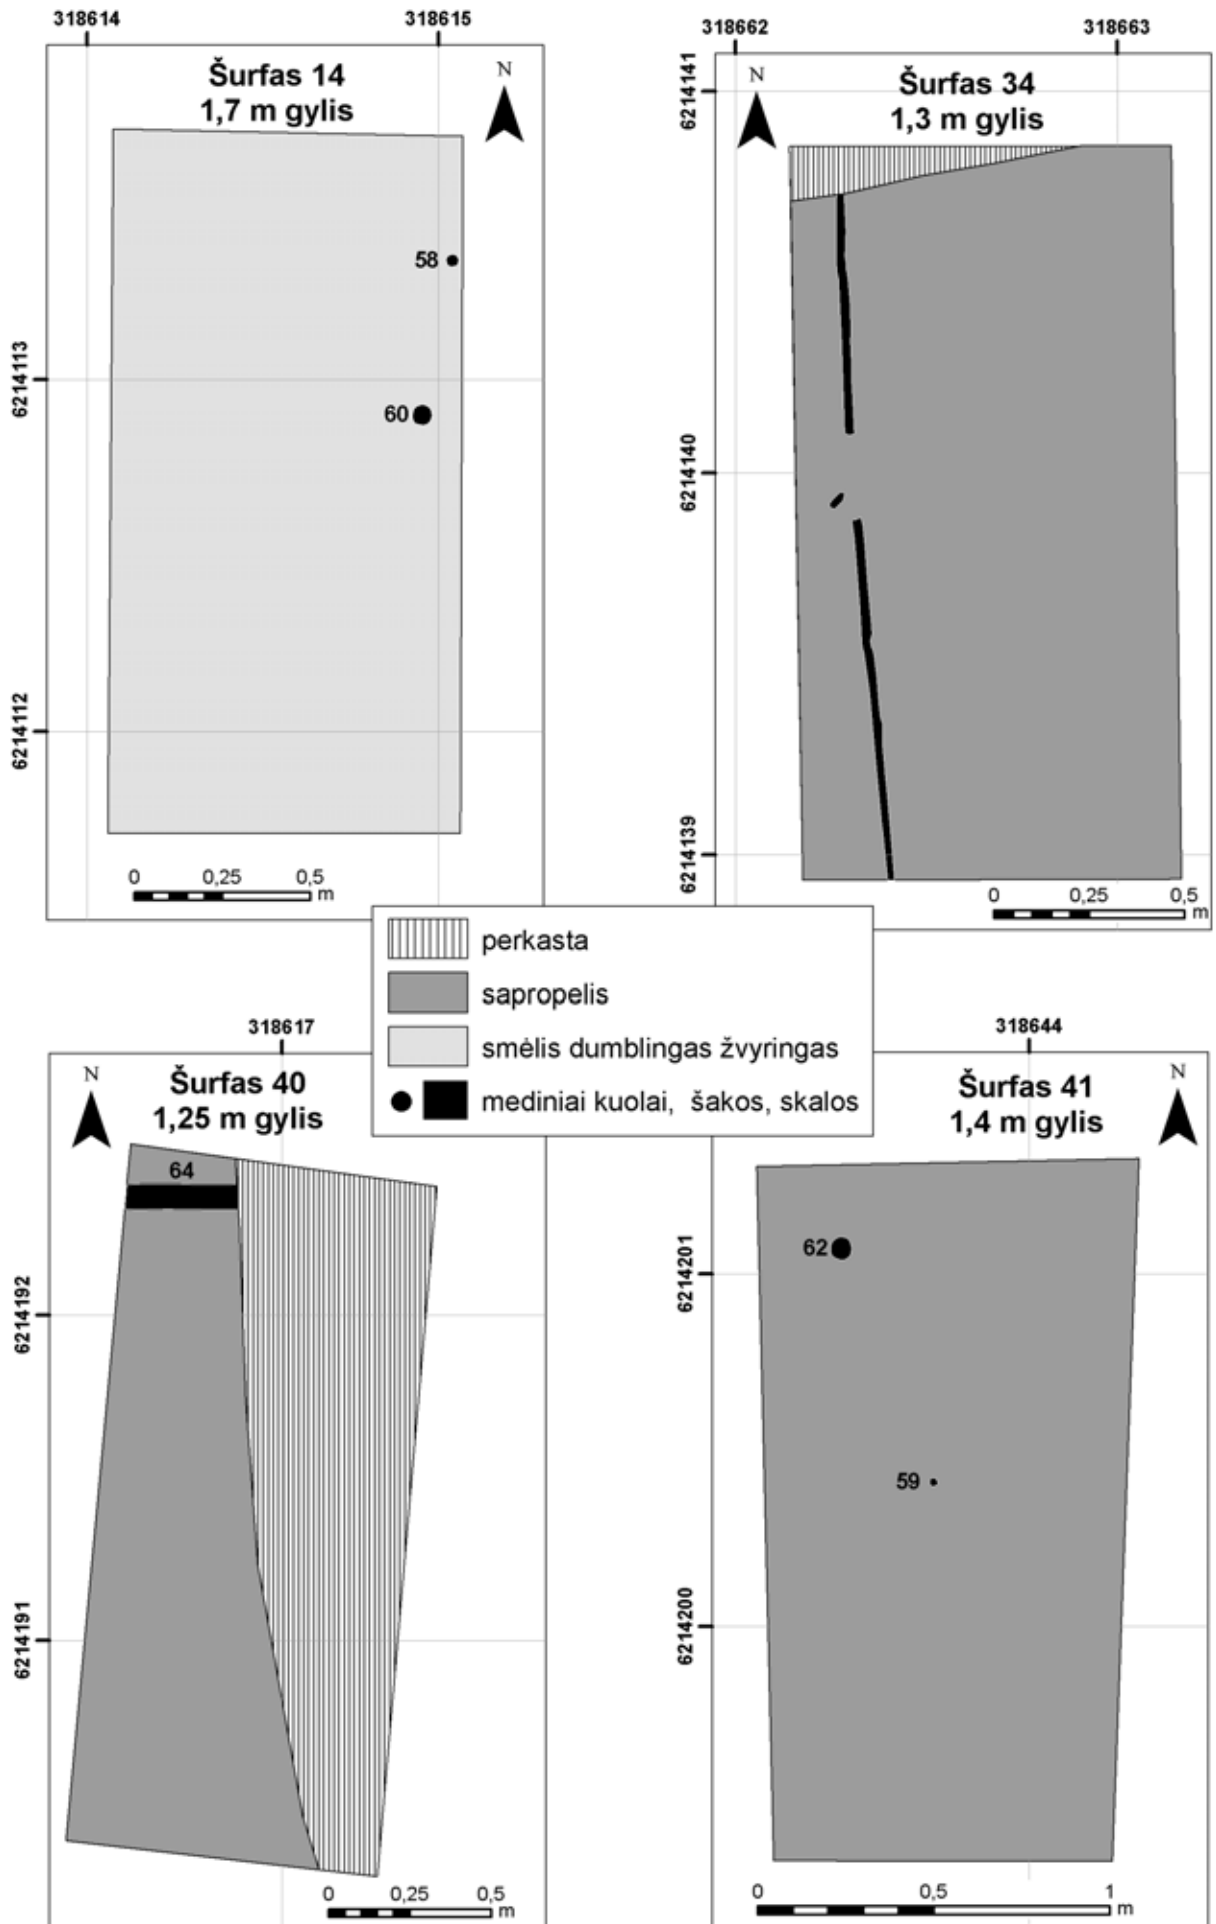 318614
318615
Šurfas 14
1,7 m gylis
N
58
60
6214113
6214112
0 0,25 0,5
m
318662
318663
6214141
N
Šurfas 34
1,3 m gylis
6214140
6214139
0 0,25 0,5
m
perkasta
sapropelis
smėlis dumblingas žvyringas
mediniai kuolai, šakos, skalos
318617
N
Šurfas 40
1,25 m gylis
64
6214192
6214191
0 0,25 0,5
m
318644
Šurfas 41
1,4 m gylis
N
62
6214201
59
6214200
0 0,5 1
m